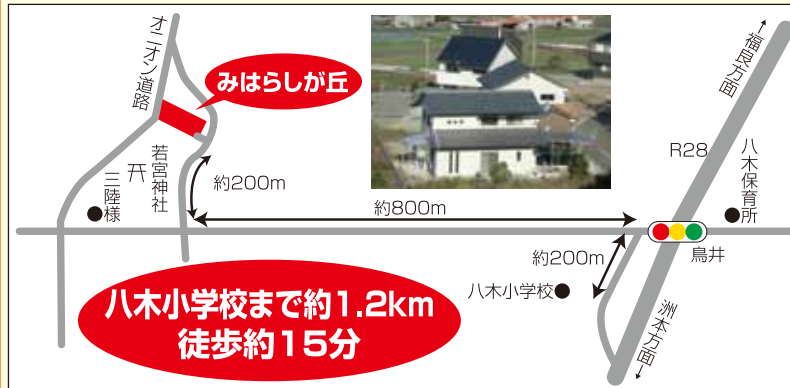 オニオン道路
みはらしが丘
若宮神社
三陸様
約200m
約800m
←福良方面
R28
八木保育所
鳥井
約200m
八木小学校
洲本方面→
八木小学校まで約1.2km
徒歩約15分